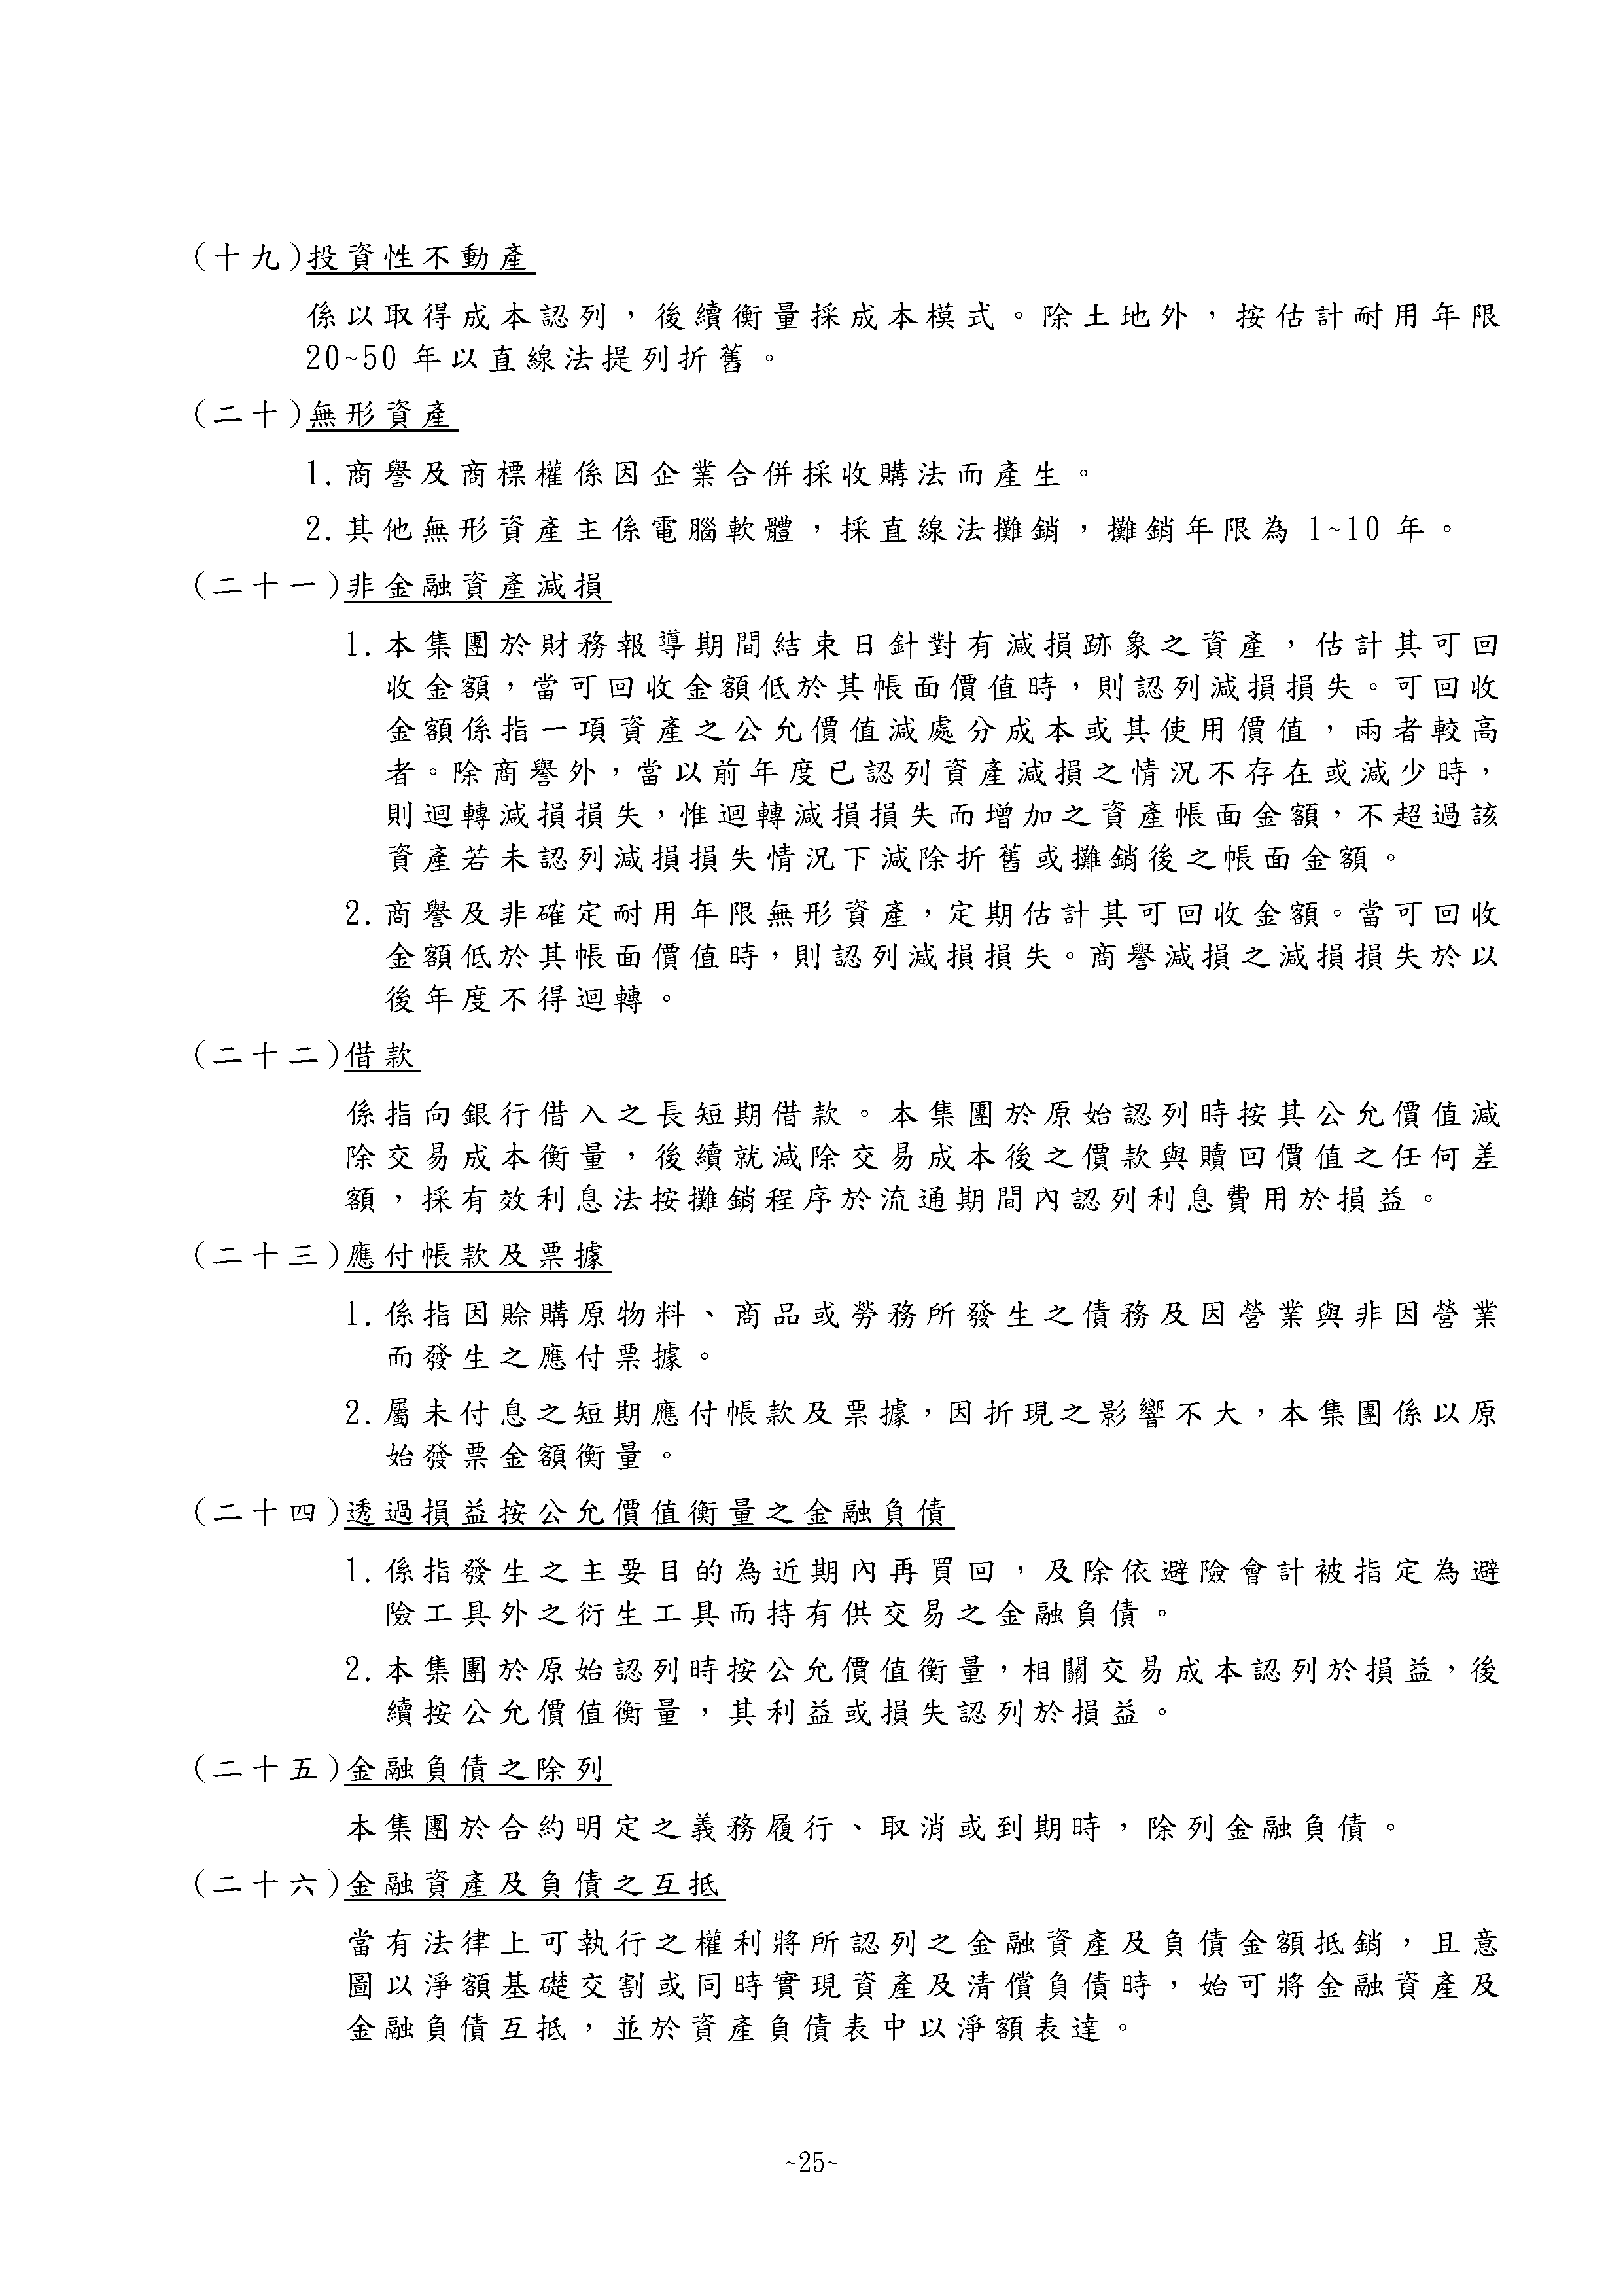 (十九)投資性不動產
係以取得成本認列，後續衡量採成本模式。除土地外，按估計耐用年限
20~50 年以直線法提列折舊。
(二十)無形資產
1.商譽及商標權係因企業合併採收購法而產生。
2.其他無形資產主係電腦軟體，採直線法攤銷，攤銷年限為 1~10 年。
(二十一)非金融資產減損
1.本集團於財務報導期間結束日針對有減損跡象之資產，估計其可回
收金額，當可回收金額低於其帳面價值時，則認列減損損失。可回收
金額係指一項資產之公允價值減處分成本或其使用價值，兩者較高
者。除商譽外，當以前年度已認列資產減損之情況不存在或減少時，
則迴轉減損損失，惟迴轉減損損失而增加之資產帳面金額，不超過該
資產若未認列減損損失情況下減除折舊或攤銷後之帳面金額。
2.商譽及非確定耐用年限無形資產，定期估計其可回收金額。當可回收
金額低於其帳面價值時，則認列減損損失。商譽減損之減損損失於以
後年度不得迴轉。
(二十二)借款
係指向銀行借入之長短期借款。本集團於原始認列時按其公允價值減
除交易成本衡量，後續就減除交易成本後之價款與贖回價值之任何差
額，採有效利息法按攤銷程序於流通期間內認列利息費用於損益。
(二十三)應付帳款及票據
1.係指因賒購原物料、商品或勞務所發生之債務及因營業與非因營業
而發生之應付票據。
2.屬未付息之短期應付帳款及票據，因折現之影響不大，本集團係以原
始發票金額衡量。
(二十四)透過損益按公允價值衡量之金融負債
1.係指發生之主要目的為近期內再買回，及除依避險會計被指定為避
險工具外之衍生工具而持有供交易之金融負債。
2.本集團於原始認列時按公允價值衡量，相關交易成本認列於損益，後
續按公允價值衡量，其利益或損失認列於損益。
(二十五)金融負債之除列
本集團於合約明定之義務履行、取消或到期時，除列金融負債。
(二十六)金融資產及負債之互抵
當有法律上可執行之權利將所認列之金融資產及負債金額抵銷，且意
圖以淨額基礎交割或同時實現資產及清償負債時，始可將金融資產及
金融負債互抵，並於資產負債表中以淨額表達。
~25~